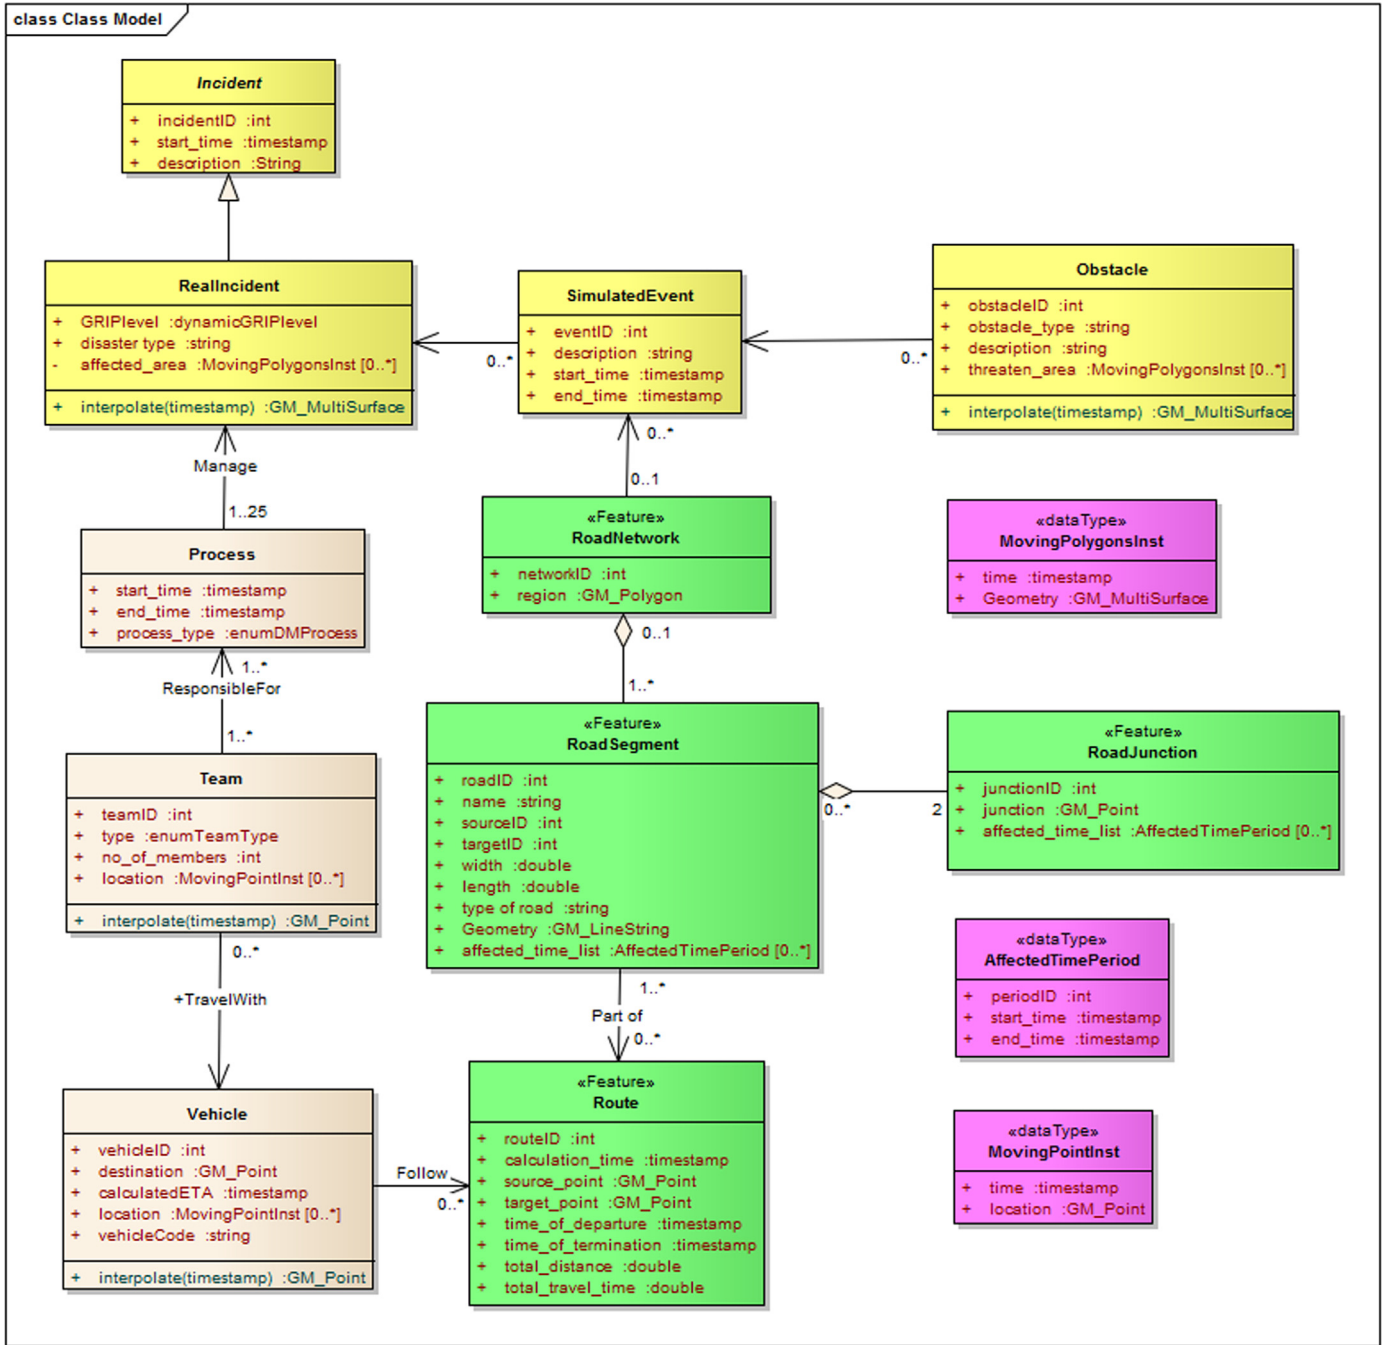 class Class Model
Incident
+ incidentID :int
+ start_time :timestamp
+ description :String
RealIncident
+ GRIPlevel :dynamicGRIPlevel
+ disaster type :string
- affected_area :MovingPolygonsInst [0..*]
+ interpolate(timestamp) :GM_MultiSurface
0..*
SimulatedEvent
+ eventID :int
+ description :string
+ start_time :timestamp
+ end_time :timestamp
0..*
Obstacle
+ obstacleID :int
+ obstacle_type :string
+ description :string
+ threaten_area :MovingPolygonsInst [0..*]
+ interpolate(timestamp) :GM_MultiSurface
Manage
1..25
0..*
0..1
Process
+ start_time :timestamp
+ end_time :timestamp
+ process_type :enumDMProcess
«Feature»
RoadNetwork
+ networkID :int
+ region :GM_Polygon
«dataType»
MovingPolygonsInst
+ time :timestamp
+ Geometry :GM_MultiSurface
1..*
ResponsibleFor
1..*
0..1
1..*
Team
+ teamID :int
+ type :enumTeamType
+ no_of_members :int
+ location :MovingPointInst [0..*]
+ interpolate(timestamp) :GM_Point
«Feature»
RoadSegment
+ roadID :int
+ name :string
+ sourceID :int
+ targetID :int
+ width :double
+ length :double
+ type of road :string
+ Geometry :GM_LineString
+ affected_time_list :AffectedTimePeriod [0..*]
0..*
2
«Feature»
RoadJunction
+ junctionID :int
+ junction :GM_Point
+ affected_time_list :AffectedTimePeriod [0..*]
0..*
+TravelWith
1..*
Part of
0..*
«dataType»
AffectedTimePeriod
+ periodID :int
+ start_time :timestamp
+ end_time :timestamp
Vehicle
+ vehicleID :int
+ destination :GM_Point
+ calculatedETA :timestamp
+ location :MovingPointInst [0..*]
+ vehicleCode :string
+ interpolate(timestamp) :GM_Point
Follow
0..*
«Feature»
Route
+ routeID :int
+ calculation_time :timestamp
+ source_point :GM_Point
+ target_point :GM_Point
+ time_of_departure :timestamp
+ time_of_termination :timestamp
+ total_distance :double
+ total_travel_time :double
«dataType»
MovingPointInst
+ time :timestamp
+ location :GM_Point